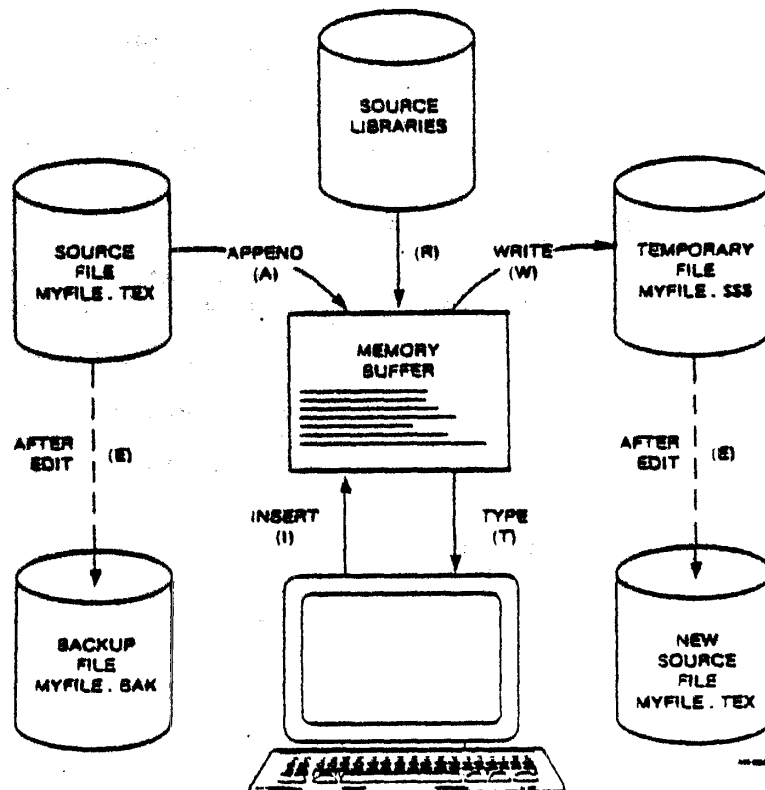 SOURCE
LIBRARIES
SOURCE
FILE
MYFILE . TEX
APPEND
(A)
(R)
WRITE
(W)
TEMPORARY
FILE
MYFILE . $$$
MEMORY
BUFFER
AFTER
EDIT
(E)
AFTER
EDIT
(E)
INSERT
(I)
TYPE
(T)
BACKUP
FILE
MYFILE . BAK
NEW
SOURCE
FILE
MYFILE . TEX